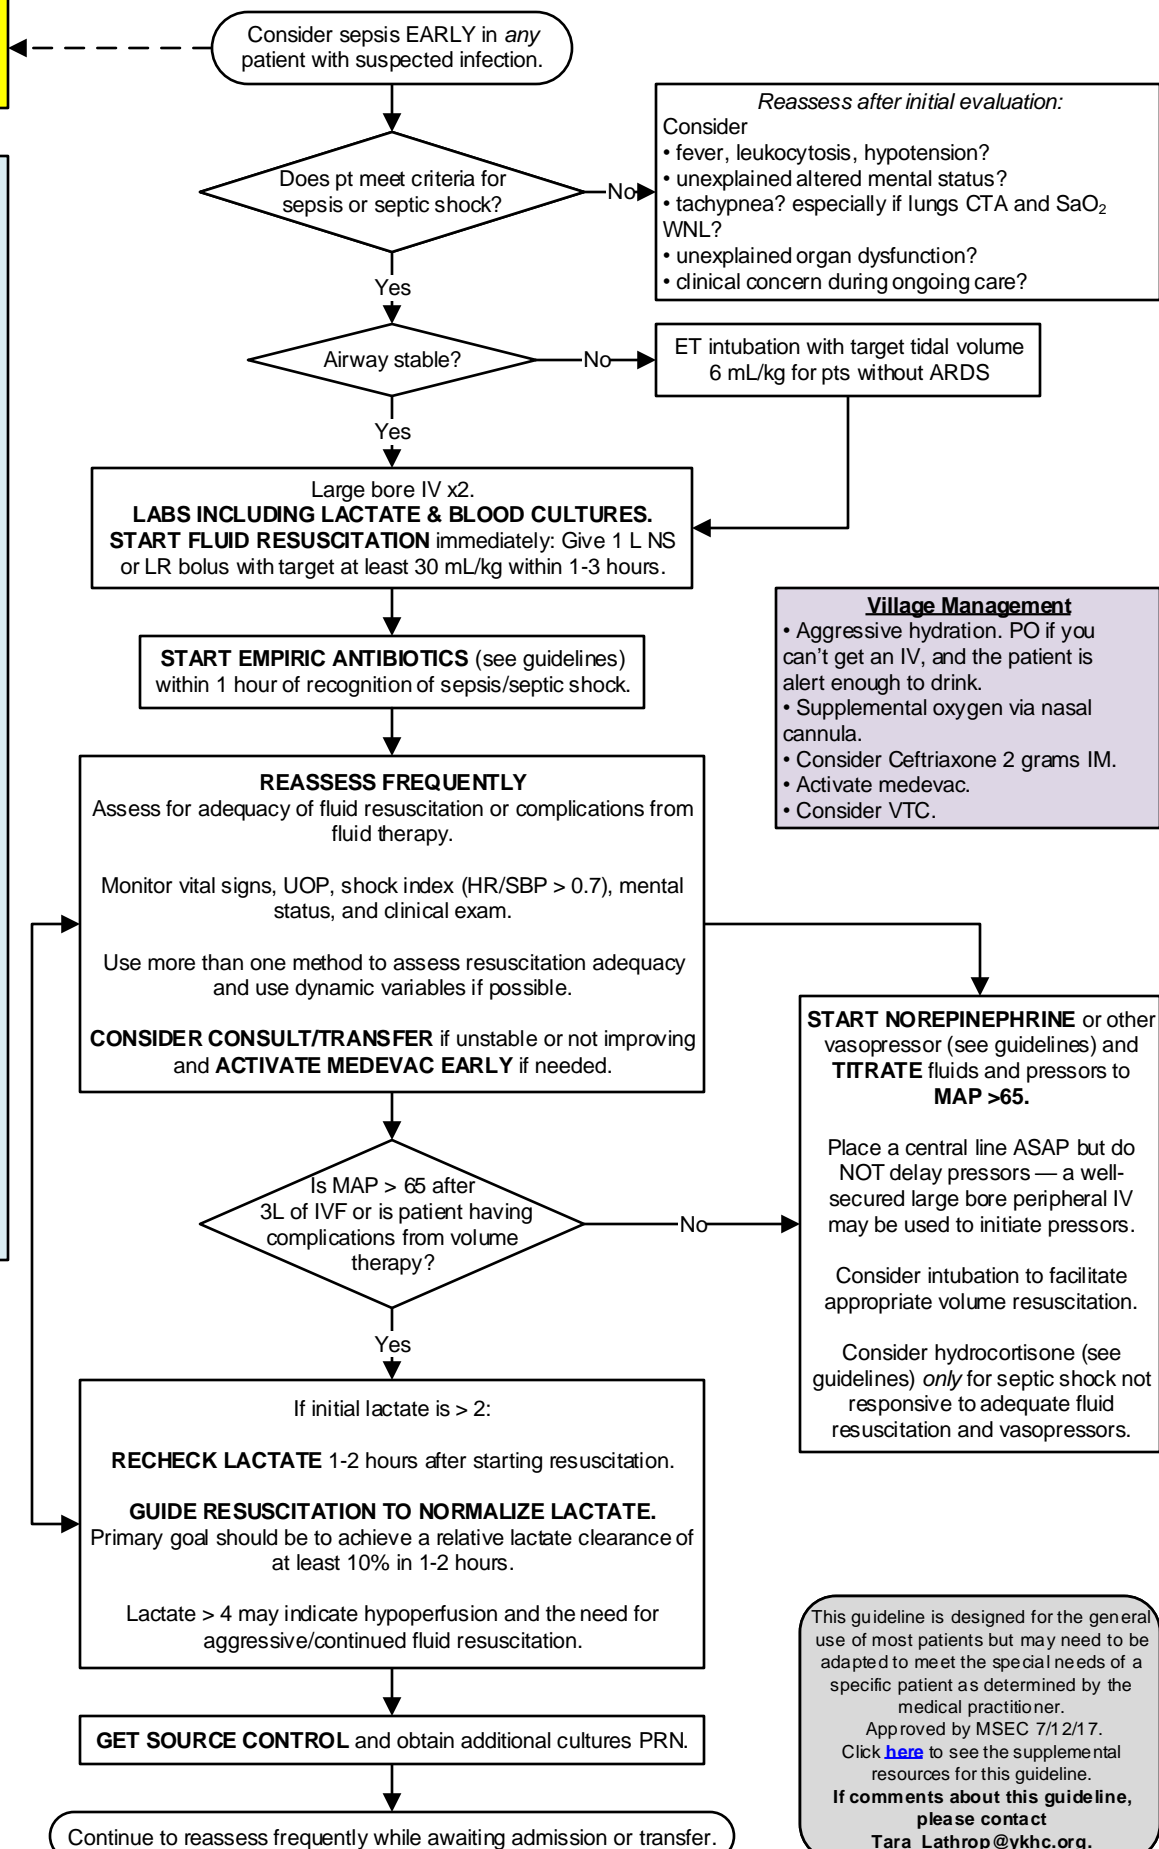 Consider sepsis EARLY in any
patient with suspected infection.
Reassess after initial evaluation:
Consider
• fever, leukocytosis, hypotension?
• unexplained altered mental status?
• tachypnea? especially if lungs CTA and SaO₂
WNL?
• unexplained organ dysfunction?
• clinical concern during ongoing care?
Does pt meet criteria for
sepsis or septic shock?
No
Yes
Airway stable?
No
ET intubation with target tidal volume
6 mL/kg for pts without ARDS
Yes
Large bore IV x2.
LABS INCLUDING LACTATE & BLOOD CULTURES.
START FLUID RESUSCITATION immediately: Give 1 L NS
or LR bolus with target at least 30 mL/kg within 1-3 hours.
Village Management
• Aggressive hydration. PO if you
can’t get an IV, and the patient is
alert enough to drink.
• Supplemental oxygen via nasal
cannula.
• Consider Ceftriaxone 2 grams IM.
• Activate medevac.
• Consider VTC.
START EMPIRIC ANTIBIOTICS (see guidelines)
within 1 hour of recognition of sepsis/septic shock.
REASSESS FREQUENTLY
Assess for adequacy of fluid resuscitation or complications from
fluid therapy.
Monitor vital signs, UOP, shock index (HR/SBP > 0.7), mental
status, and clinical exam.
Use more than one method to assess resuscitation adequacy
and use dynamic variables if possible.
CONSIDER CONSULT/TRANSFER if unstable or not improving
and ACTIVATE MEDEVAC EARLY if needed.
START NOREPINEPHRINE or other
vasopressor (see guidelines) and
TITRATE fluids and pressors to
MAP >65.
Place a central line ASAP but do
NOT delay pressors — a well-
secured large bore peripheral IV
may be used to initiate pressors.
Consider intubation to facilitate
appropriate volume resuscitation.
Consider hydrocortisone (see
guidelines) only for septic shock not
responsive to adequate fluid
resuscitation and vasopressors.
Is MAP > 65 after
3L of IVF or is patient having
complications from volume
therapy?
No
Yes
If initial lactate is > 2:
RECHECK LACTATE 1-2 hours after starting resuscitation.
GUIDE RESUSCITATION TO NORMALIZE LACTATE.
Primary goal should be to achieve a relative lactate clearance of
at least 10% in 1-2 hours.
Lactate > 4 may indicate hypoperfusion and the need for
aggressive/continued fluid resuscitation.
GET SOURCE CONTROL and obtain additional cultures PRN.
Continue to reassess frequently while awaiting admission or transfer.
This guideline is designed for the general
use of most patients but may need to be
adapted to meet the special needs of a
specific patient as determined by the
medical practitioner.
Approved by MSEC 7/12/17.
Click here to see the supplemental
resources for this guideline.
If comments about this guideline,
please contact
Tara_Lathrop@ykhc.org.